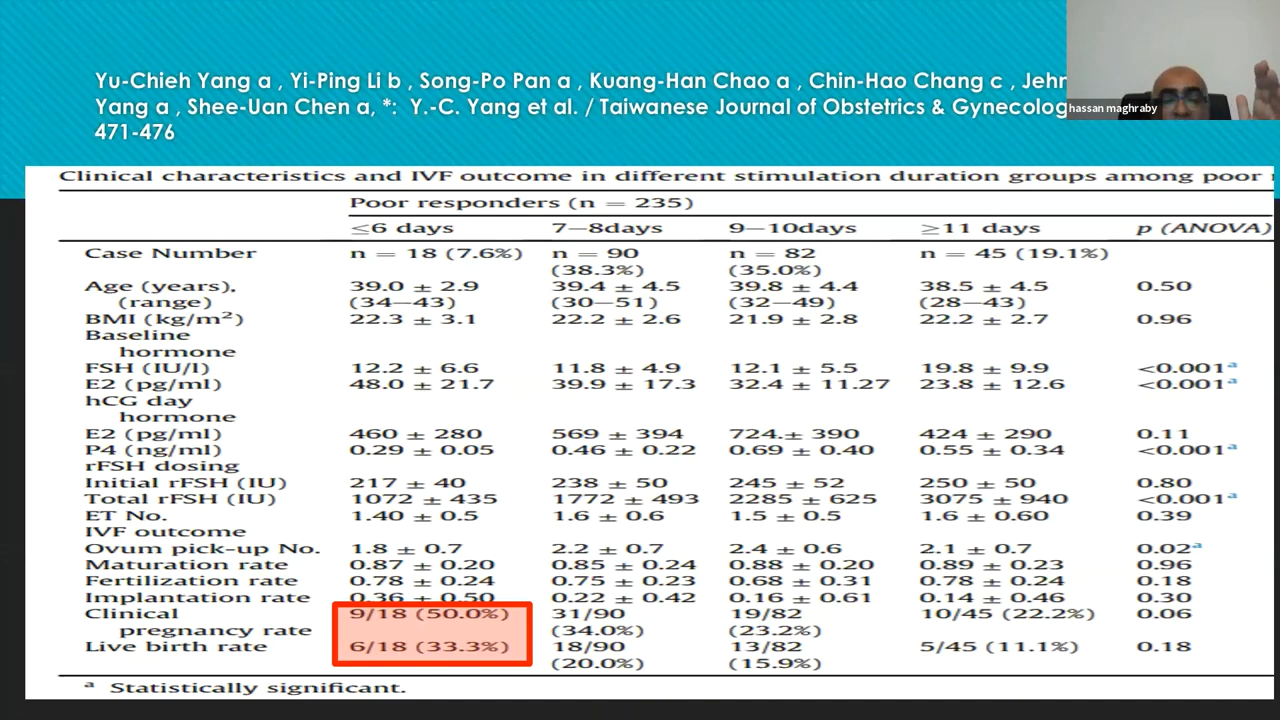 Yu-Chieh Yang a , Yi-Ping Li b , Song-Po Pan a , Kuang-Han Chao a , Chin-Hao Chang c ,
Yang a , Shee-Uan Chen a, *: Y.-C. Yang et al. / Taiwanese Journal of Obstetrics &
471-476
hassan maghraby
Clinical characteristics and IVF outcome in different stimulation duration groups among poor
Poor responders (n = 235)
≤6 days 7–8days 9–10days ≥11 days p (ANOVA)
Case Number n = 18 (7.6%) n = 90 n = 82 n = 45 (19.1%)
(38.3%) (35.0%)
Age (years), 39.0 ± 2.9 39.4 ± 4.5 39.8 ± 4.4 38.5 ± 4.5 0.50
(range) (34–43) (30–51) (32–49) (28–43)
BMI (kg/m²) 22.3 ± 3.1 22.2 ± 2.6 21.9 ± 2.8 22.2 ± 2.7 0.96
Baseline
hormone
FSH (IU/l) 12.2 ± 6.6 11.8 ± 4.9 12.1 ± 5.5 19.8 ± 9.9 <0.001ᵃ
E2 (pg/ml) 48.0 ± 21.7 39.9 ± 17.3 32.4 ± 11.27 23.8 ± 12.6 <0.001ᵃ
hCG day
hormone
E2 (pg/ml) 460 ± 280 569 ± 394 724.± 390 424 ± 290 0.11
P4 (ng/ml) 0.29 ± 0.05 0.46 ± 0.22 0.69 ± 0.40 0.55 ± 0.34 <0.001ᵃ
rFSH dosing
Initial rFSH (IU) 217 ± 40 238 ± 50 245 ± 52 250 ± 50 0.80
Total rFSH (IU) 1072 ± 435 1772 ± 493 2285 ± 625 3075 ± 940 <0.001ᵃ
ET No. 1.40 ± 0.5 1.6 ± 0.6 1.5 ± 0.5 1.6 ± 0.60 0.39
IVF outcome
Ovum pick-up No. 1.8 ± 0.7 2.2 ± 0.7 2.4 ± 0.6 2.1 ± 0.7 0.02ᵃ
Maturation rate 0.87 ± 0.20 0.85 ± 0.24 0.88 ± 0.20 0.89 ± 0.23 0.96
Fertilization rate 0.78 ± 0.24 0.75 ± 0.23 0.68 ± 0.31 0.78 ± 0.24 0.18
Implantation rate 0.36 ± 0.50 0.22 ± 0.42 0.16 ± 0.61 0.14 ± 0.46 0.30
Clinical 9/18 (50.0%) 31/90 19/82 10/45 (22.2%) 0.06
pregnancy rate (34.0%) (23.2%)
Live birth rate 6/18 (33.3%) 18/90 13/82 5/45 (11.1%) 0.18
(20.0%) (15.9%)
ᵃ Statistically significant.